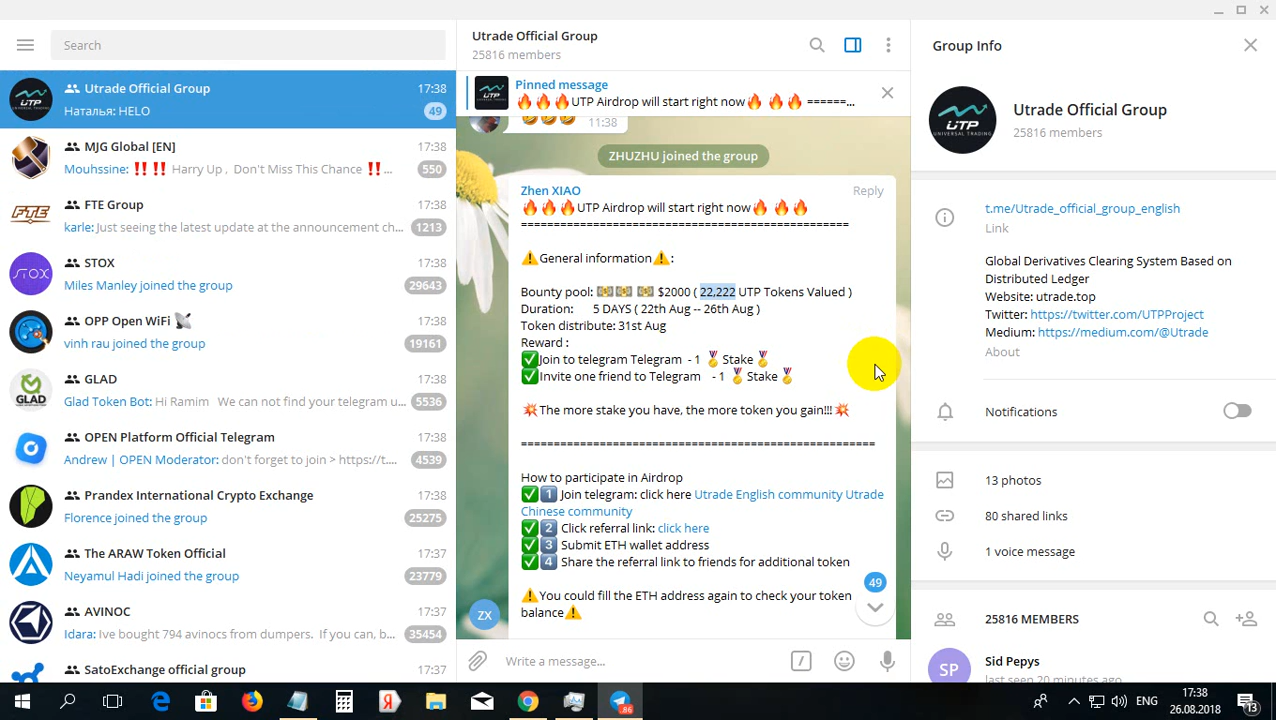 Search
Utrade Official Group 17:38
Наталья: HELO 49
MJG Global [EN] 17:38
Mouhssine: ‼️ ‼️ Harry Up , Don't Miss This Chance ‼️... 550
FTE Group 17:38
karle: Just seeing the latest update at the announcement ch... 1213
STOX 17:38
Miles Manley joined the group 29643
OPP Open WiFi 📡 17:38
vinh rau joined the group 19161
GLAD 17:38
Glad Token Bot: Hi Ramim We can not find your telegram u... 5536
OPEN Platform Official Telegram 17:38
Andrew | OPEN Moderator: don't forget to join > https://t.... 4539
Prandex International Crypto Exchange 17:38
Florence joined the group 25275
The ARAW Token Official 17:37
Neyamul Hadi joined the group 23779
AVINOC 17:37
Idara: Ive bought 794 avinocs from dumpers. If you can, b... 35454
SatoExchange official group 17:37
Utrade Official Group
25816 members
Pinned message
🔥 🔥 🔥UTP Airdrop will start right now🔥 🔥 🔥 ======...
11:38
ZHUZHU joined the group
Zhen XIAO Reply
🔥 🔥 🔥UTP Airdrop will start right now🔥 🔥 🔥
====================================================
⚠️General information⚠️:
Bounty pool: 💵💵 💵 $2000 ( 22,222 UTP Tokens Valued )
Duration: 5 DAYS ( 22th Aug -- 26th Aug )
Token distribute: 31st Aug
Reward :
✅Join to telegram Telegram - 1 🏅 Stake🏅
✅Invite one friend to Telegram - 1 🏅 Stake🏅
💥The more stake you have, the more token you gain!!!💥
========================================================
How to participate in Airdrop
✅1️⃣ Join telegram: click here Utrade English community Utrade
Chinese community
✅2️⃣ Click referral link: click here
✅3️⃣ Submit ETH wallet address
✅4️⃣ Share the referral link to friends for additional token
⚠️You could fill the ETH address again to check your token
balance⚠️
ZX
49
Write a message...
Group Info
UTP
UNIVERSAL TRADING
Utrade Official Group
25816 members
t.me/Utrade_official_group_english
Link
Global Derivatives Clearing System Based on
Distributed Ledger
Website: utrade.top
Twitter: https://twitter.com/UTPProject
Medium: https://medium.com/@Utrade
About
Notifications
13 photos
80 shared links
1 voice message
25816 MEMBERS
SP
Sid Pepys
last seen 20 minutes ago
ENG
17:38
26.08.2018
13